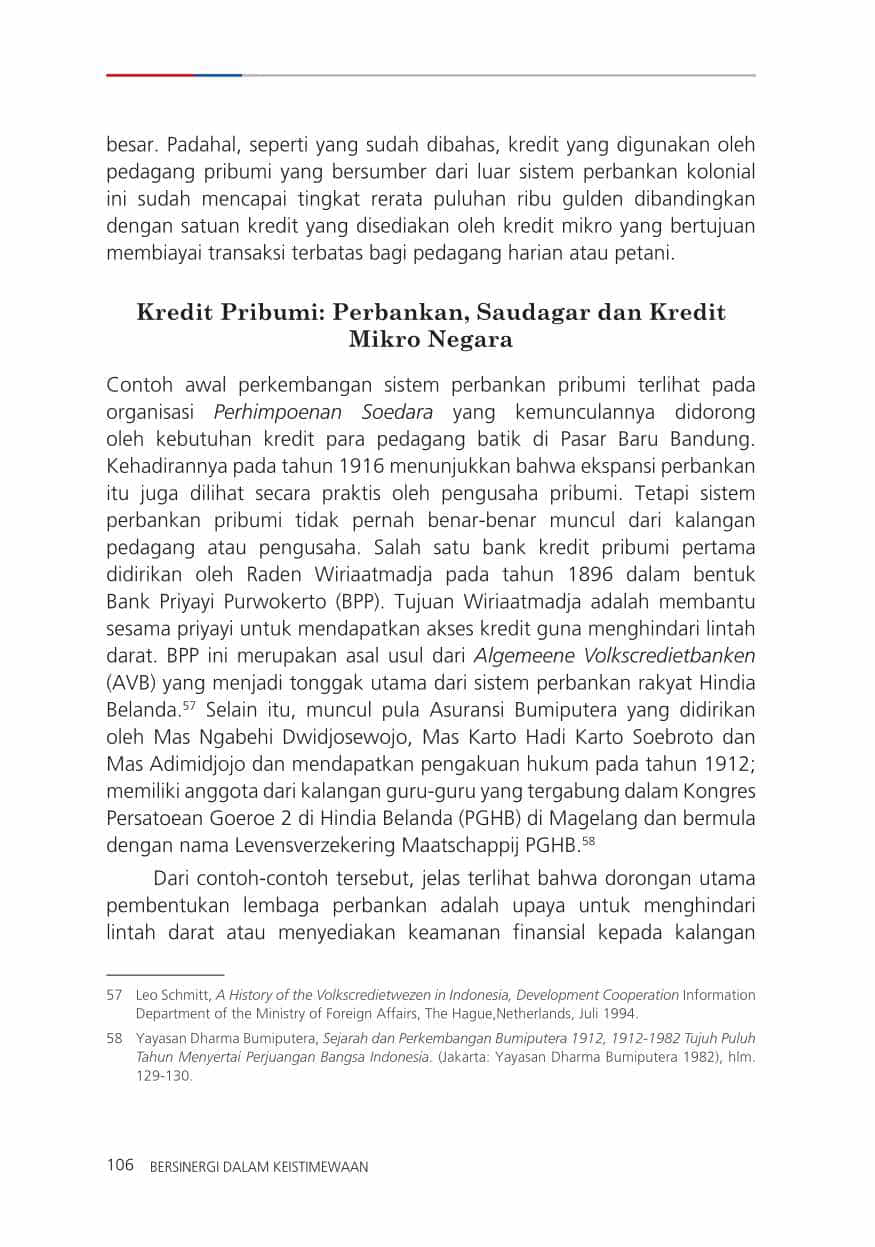 besar. Padahal, seperti yang sudah dibahas, kredit yang digunakan oleh
pedagang pribumi yang bersumber dari luar sistem perbankan kolonial
ini sudah mencapai tingkat rerata puluhan ribu gulden dibandingkan
dengan satuan kredit yang disediakan oleh kredit mikro yang bertujuan
membiayai transaksi terbatas bagi pedagang harian atau petani.
Kredit Pribumi: Perbankan, Saudagar dan Kredit
Mikro Negara
Contoh awal perkembangan sistem perbankan pribumi terlihat pada
organisasi Perhimpoenan Soedara yang kemunculannya didorong
oleh kebutuhan kredit para pedagang batik di Pasar Baru Bandung.
Kehadirannya pada tahun 1916 menunjukkan bahwa ekspansi perbankan
itu juga dilihat secara praktis oleh pengusaha pribumi. Tetapi sistem
perbankan pribumi tidak pernah benar-benar muncul dari kalangan
pedagang atau pengusaha. Salah satu bank kredit pribumi pertama
didirikan oleh Raden Wiriaatmadja pada tahun 1896 dalam bentuk
Bank Priyayi Purwokerto (BPP). Tujuan Wiriaatmadja adalah membantu
sesama priyayi untuk mendapatkan akses kredit guna menghindari lintah
darat. BPP ini merupakan asal usul dari Algemeene Volkscredietbanken
(AVB) yang menjadi tonggak utama dari sistem perbankan rakyat Hindia
Belanda.57 Selain itu, muncul pula Asuransi Bumiputera yang didirikan
oleh Mas Ngabehi Dwidjosewojo, Mas Karto Hadi Karto Soebroto dan
Mas Adimidjojo dan mendapatkan pengakuan hukum pada tahun 1912;
memiliki anggota dari kalangan guru-guru yang tergabung dalam Kongres
Persatoean Goeroe 2 di Hindia Belanda (PGHB) di Magelang dan bermula
dengan nama Levensverzekering Maatschappij PGHB.58
Dari contoh-contoh tersebut, jelas terlihat bahwa dorongan utama
pembentukan lembaga perbankan adalah upaya untuk menghindari
lintah darat atau menyediakan keamanan finansial kepada kalangan
57 Leo Schmitt, A History of the Volkscredietwezen in Indonesia, Development Cooperation Information
Department of the Ministry of Foreign Affairs, The Hague,Netherlands, Juli 1994.
58 Yayasan Dharma Bumiputera, Sejarah dan Perkembangan Bumiputera 1912, 1912-1982 Tujuh Puluh
Tahun Menyertai Perjuangan Bangsa Indonesia. (Jakarta: Yayasan Dharma Bumiputera 1982), hlm.
129-130.
106 BERSINERGI DALAM KEISTIMEWAAN